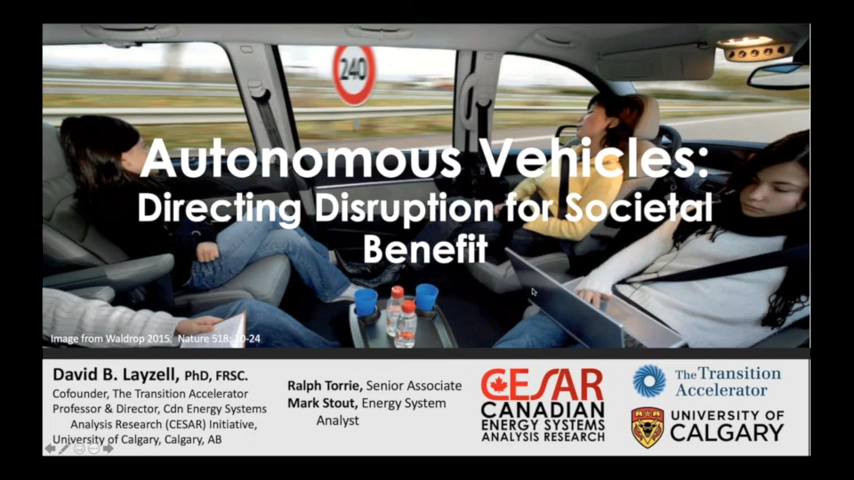 240
Autonomous Vehicles:
Directing Disruption for Societal
Benefit
Image from Waldrop 2015. Nature 518: 20-24
David B. Layzell, PhD, FRSC.
Cofounder, The Transition Accelerator
Professor & Director, Cdn Energy Systems
Analysis Research (CESAR) Initiative,
University of Calgary, Calgary, AB
Ralph Torrie, Senior Associate
Mark Stout, Energy System
Analyst
CESAR
CANADIAN
ENERGY SYSTEMS
ANALYSIS RESEARCH
The Transition
Accelerator
UNIVERSITY OF
CALGARY